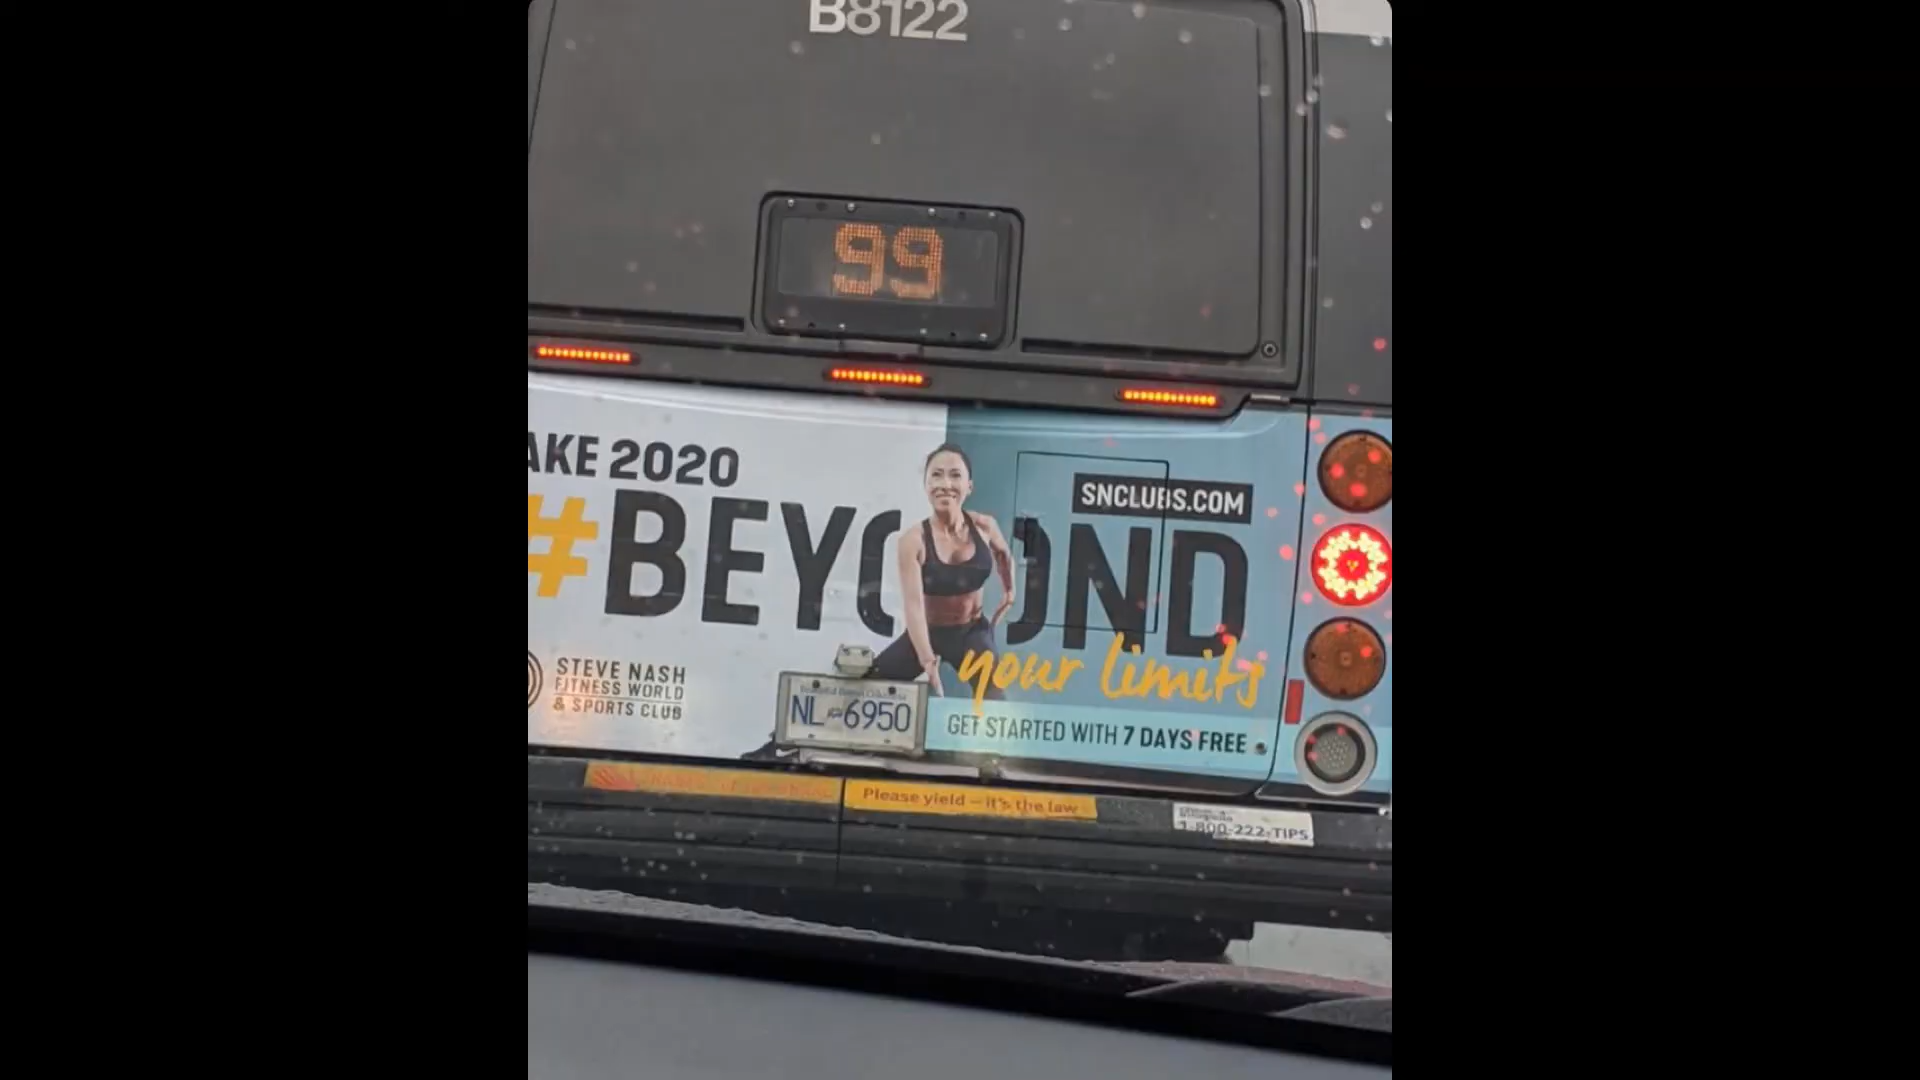 B8122
99
AKE 2020
SNCLUBS.COM
#BEYOND
your limits
STEVE NASH
FITNESS WORLD
& SPORTS CLUB
NL 6950
GET STARTED WITH 7 DAYS FREE
Please yield – it's the law
1-800-222-TIPS